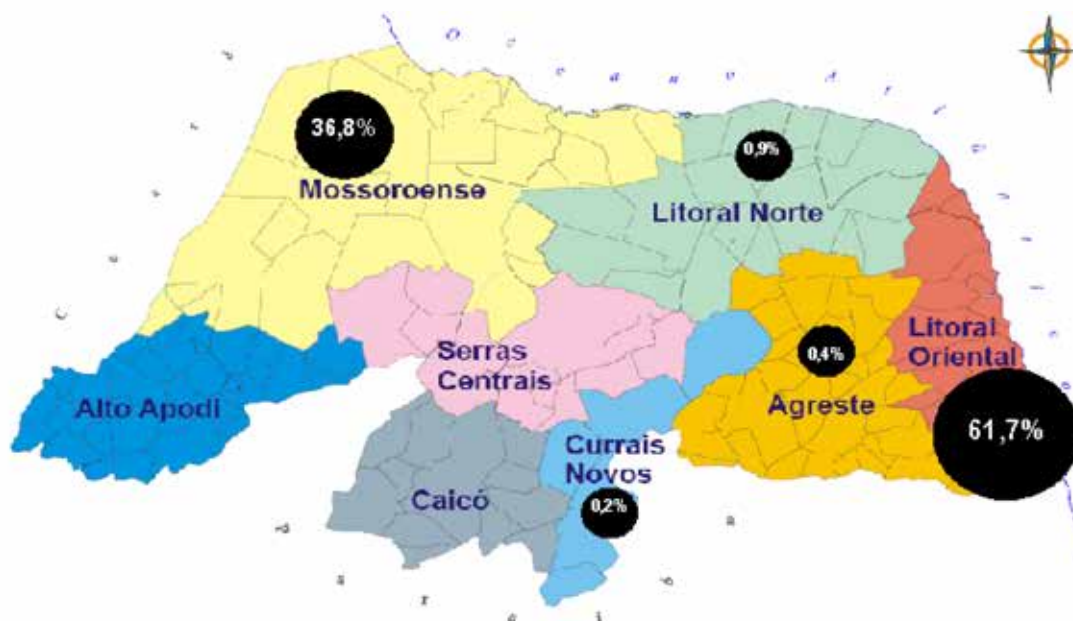 36,8%
0,9%
Mossoroense
Litoral Norte
Serras
Centrais
Litoral
Oriental
0,4%
Alto Apodi
Agreste
61,7%
Currais
Novos
Caicó
0,2%